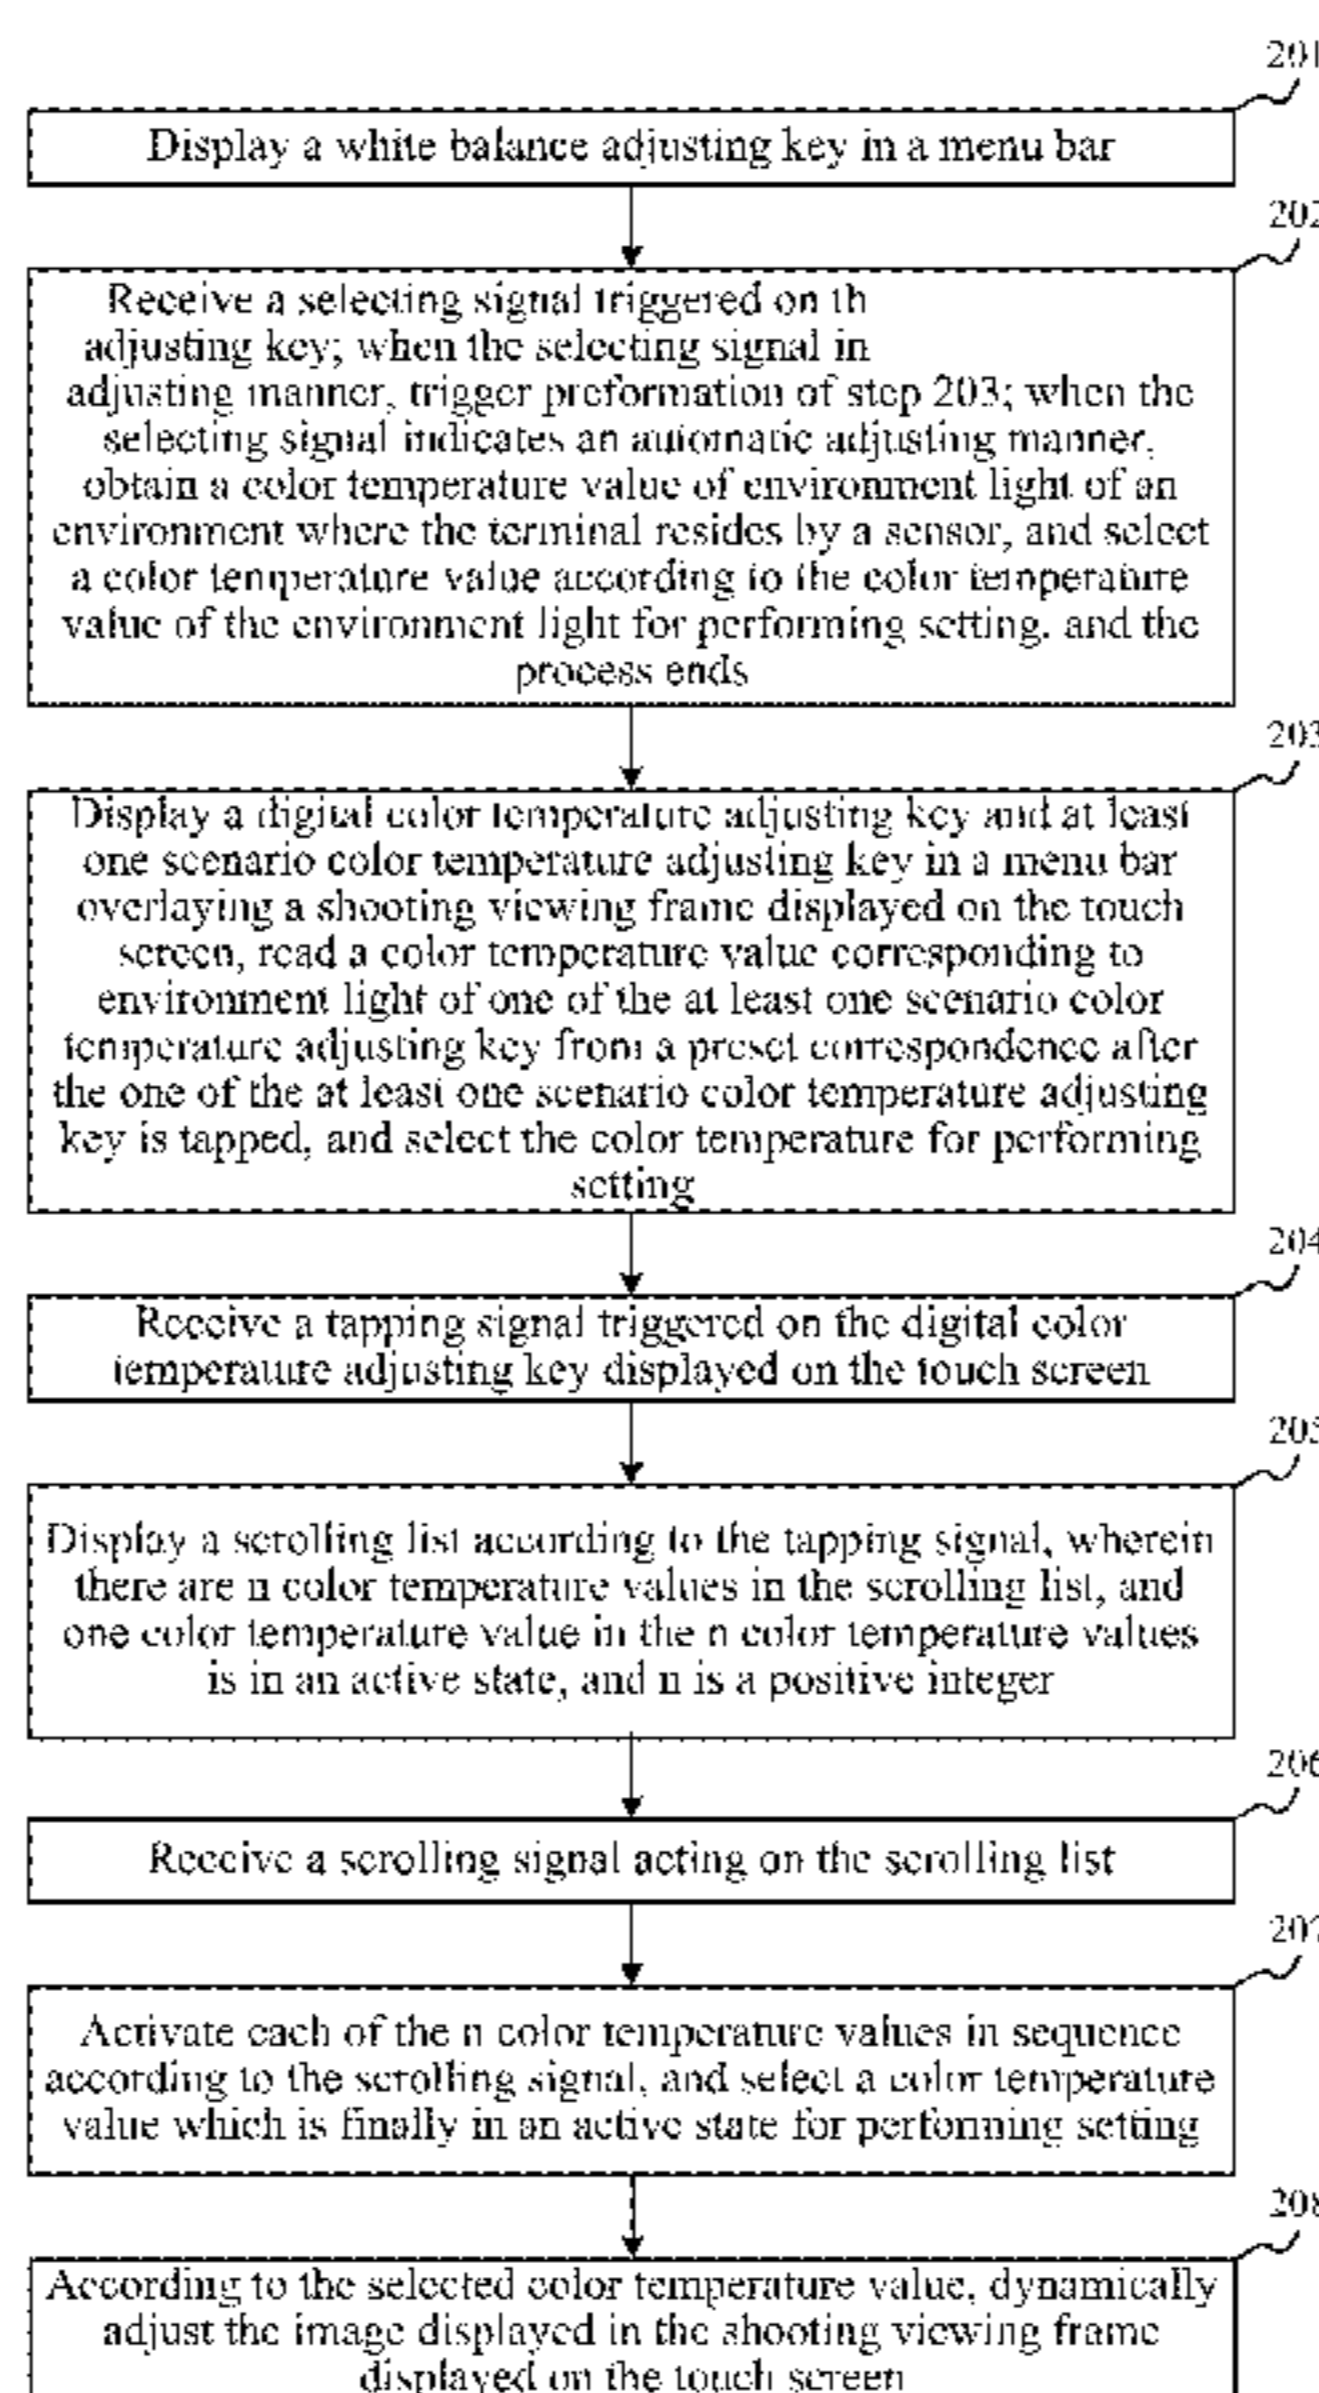 201
Display a white balance adjusting key in a menu bar
202
Receive a selecting signal triggered on th
adjusting key; when the selecting signal in
adjusting manner, trigger preformation of step 203; when the
selecting signal indicates an automatic adjusting manner,
obtain a color temperature value of environment light of an
environment where the terminal resides by a sensor, and select
a color temperature value according to the color temperature
value of the environment light for performing setting, and the
process ends
203
Display a digital color temperature adjusting key and at least
one scenario color temperature adjusting key in a menu bar
overlaying a shooting viewing frame displayed on the touch
screen, read a color temperature value corresponding to
environment light of one of the at least one scenario color
temperature adjusting key from a preset correspondence after
the one of the at least one scenario color temperature adjusting
key is tapped, and select the color temperature for performing
setting
204
Receive a tapping signal triggered on the digital color
temperature adjusting key displayed on the touch screen
205
Display a scrolling list according to the tapping signal, wherein
there are n color temperature values in the scrolling list, and
one color temperature value in the n color temperature values
is in an active state, and n is a positive integer
206
Receive a scrolling signal acting on the scrolling list
207
Activate each of the n color temperature values in sequence
according to the scrolling signal, and select a color temperature
value which is finally in an active state for performing setting
208
According to the selected color temperature value, dynamically
adjust the image displayed in the shooting viewing frame
displayed on the touch screen